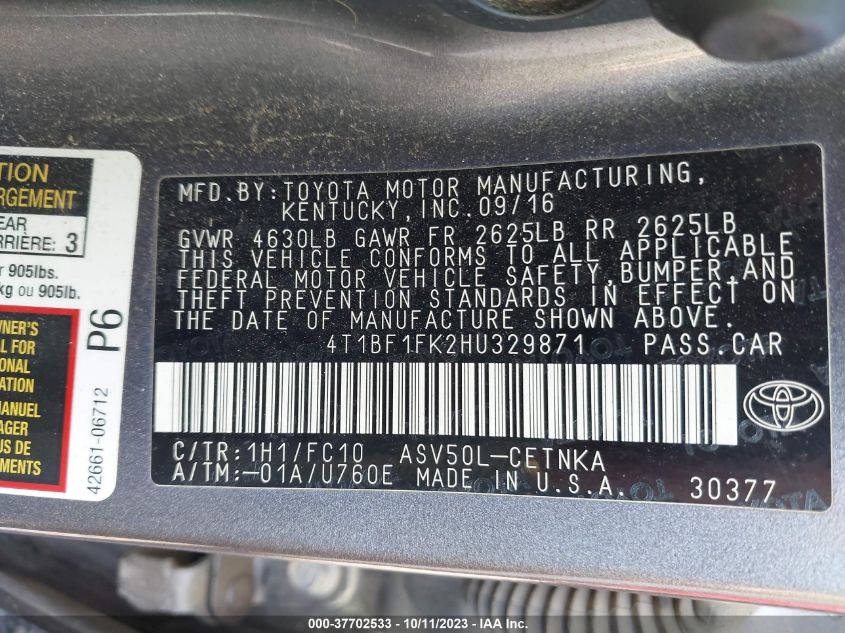 TION
RGEMENT
EAR
RRIÈRE: 3
905lbs.
kg ou 905lb.
WNER'S
L FOR
TIONAL
ATION
MANUEL
AGER
US DE
P6
42661-06712
MFD.BY:TOYOTA MOTOR MANUFACTURING,
KENTUCKY,INC.09/16
GVWR 4630LB GAWR FR 2625LB RR 2625LB
THIS VEHICLE CONFORMS TO ALL APPLICABLE
FEDERAL MOTOR VEHICLE SAFETY,BUMPER,AND
THEFT PREVENTION STANDARDS IN EFFECT ON
THE DATE OF MANUFACTURE SHOWN ABOVE.
4T1BF1FK2HU329871 PASS.CAR
C/TR:1H1/FC10 ASV50L-CETNKA
A/TM:-01A/U760E MADE IN U.S.A. 30377
000-37702533 - 10/11/2023 - IAA Inc.